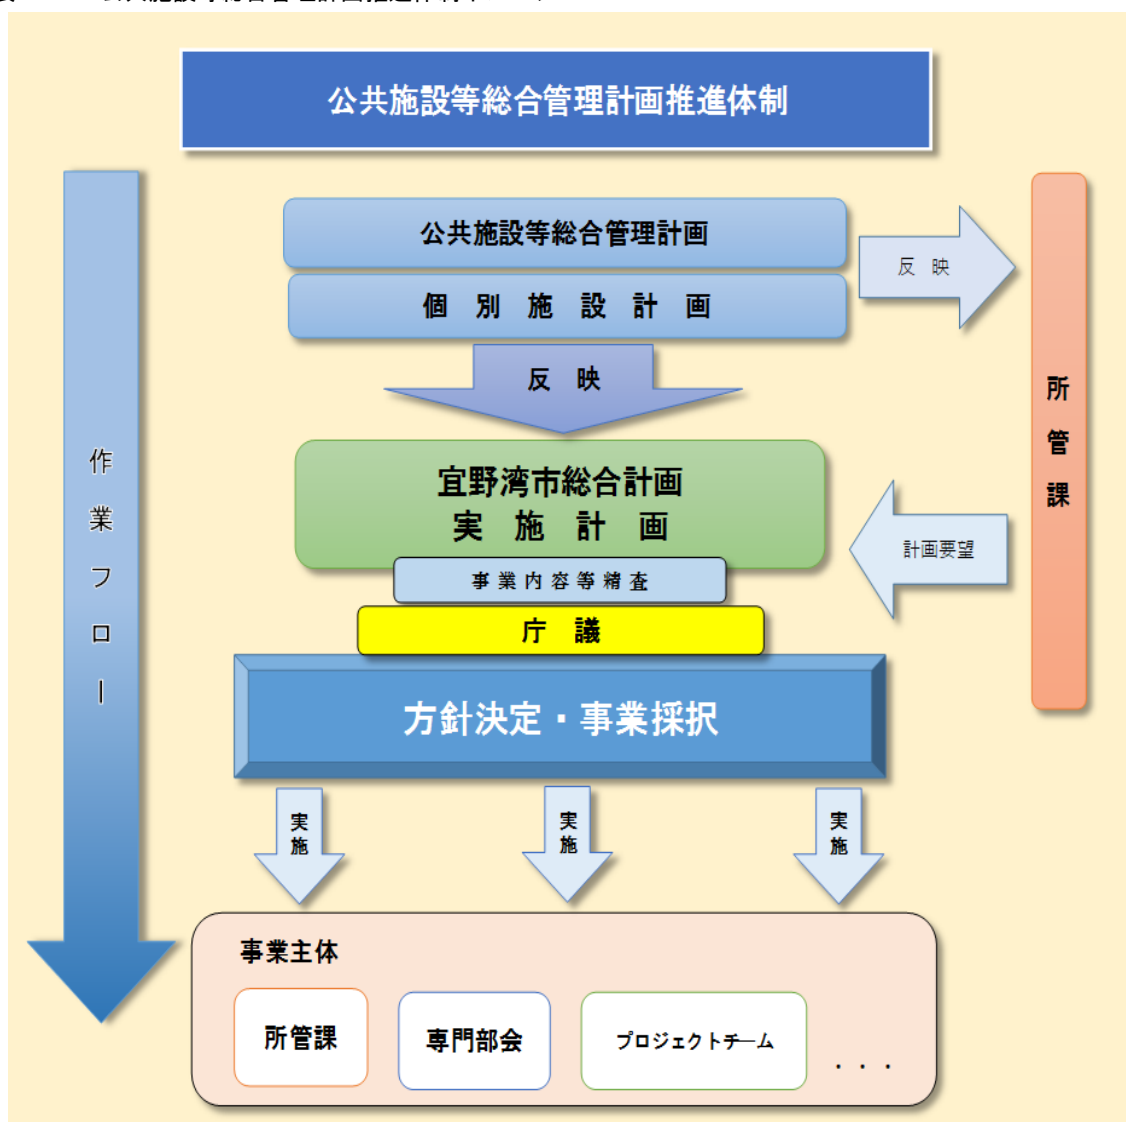 公共施設等総合管理計画推進体制
公共施設等総合管理計画
反 映
個 別 施 設 計 画
反 映
所管課
作業フロー
宜野湾市総合計画
実 施 計 画
計画要望
事業内容等精査
庁 議
方針決定・事業採択
実施
実施
実施
事業主体
所管課
専門部会
プロジェクトチーム
・・・